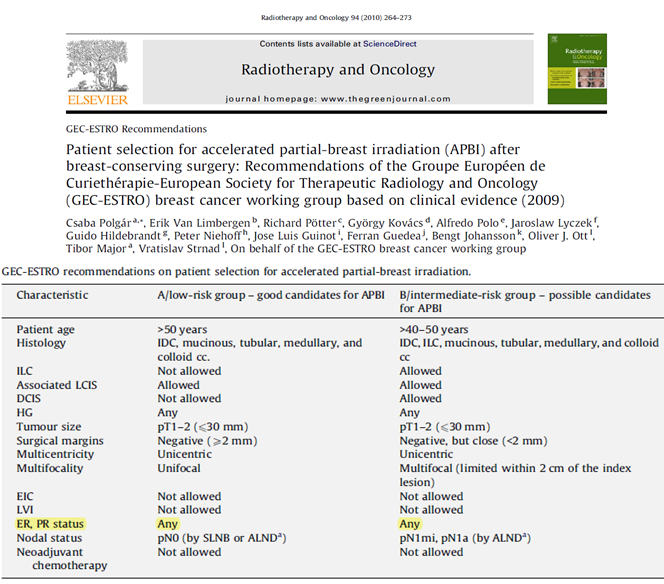 Radiotherapy and Oncology 94 (2010) 264–273
Contents lists available at ScienceDirect
Radiotherapy and Oncology
journal homepage: www.thegreenjournal.com
ELSEVIER
Radiotherapy
&Oncology
GEC-ESTRO Recommendations
Patient selection for accelerated partial-breast irradiation (APBI) after
breast-conserving surgery: Recommendations of the Groupe Européen de
Curiethérapie-European Society for Therapeutic Radiology and Oncology
(GEC-ESTRO) breast cancer working group based on clinical evidence (2009)
Csaba Polgár a,*, Erik Van Limbergen b, Richard Pötter c, György Kovács d, Alfredo Polo e, Jaroslaw Lyczek f,
Guido Hildebrandt g, Peter Niehoff h, Jose Luis Guinot i, Ferran Guedea j, Bengt Johansson k, Oliver J. Ott l,
Tibor Major a, Vratislav Strnad l, On behalf of the GEC-ESTRO breast cancer working group
GEC-ESTRO recommendations on patient selection for accelerated partial-breast irradiation.
Characteristic A/low-risk group – good candidates for APBI B/intermediate-risk group – possible candidates
for APBI
Patient age >50 years >40–50 years
Histology IDC, mucinous, tubular, medullary, and IDC, ILC, mucinous, tubular, medullary, and colloid
colloid cc. cc
ILC Not allowed Allowed
Associated LCIS Allowed Allowed
DCIS Not allowed Allowed
HG Any Any
Tumour size pT1–2 (⩽30 mm) pT1–2 (⩽30 mm)
Surgical margins Negative (⩾2 mm) Negative, but close (<2 mm)
Multicentricity Unicentric Unicentric
Multifocality Unifocal Multifocal (limited within 2 cm of the index
lesion)
EIC Not allowed Not allowed
LVI Not allowed Not allowed
ER, PR status Any Any
Nodal status pN0 (by SLNB or ALNDa) pN1mi, pN1a (by ALNDa)
Neoadjuvant Not allowed Not allowed
chemotherapy